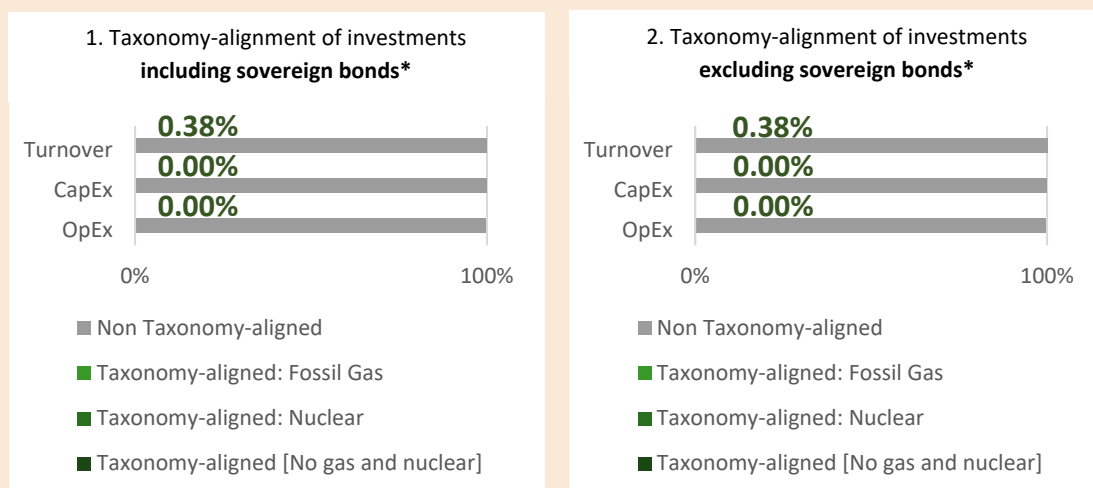 1. Taxonomy-alignment of investments
including sovereign bonds*
0.38%
Turnover
0.00%
CapEx
0.00%
OpEx
0%
100%
Non Taxonomy-aligned
Taxonomy-aligned: Fossil Gas
Taxonomy-aligned: Nuclear
Taxonomy-aligned [No gas and nuclear]
2. Taxonomy-alignment of investments
excluding sovereign bonds*
0.38%
Turnover
0.00%
CapEx
0.00%
OpEx
0%
100%
Non Taxonomy-aligned
Taxonomy-aligned: Fossil Gas
Taxonomy-aligned: Nuclear
Taxonomy-aligned [No gas and nuclear]